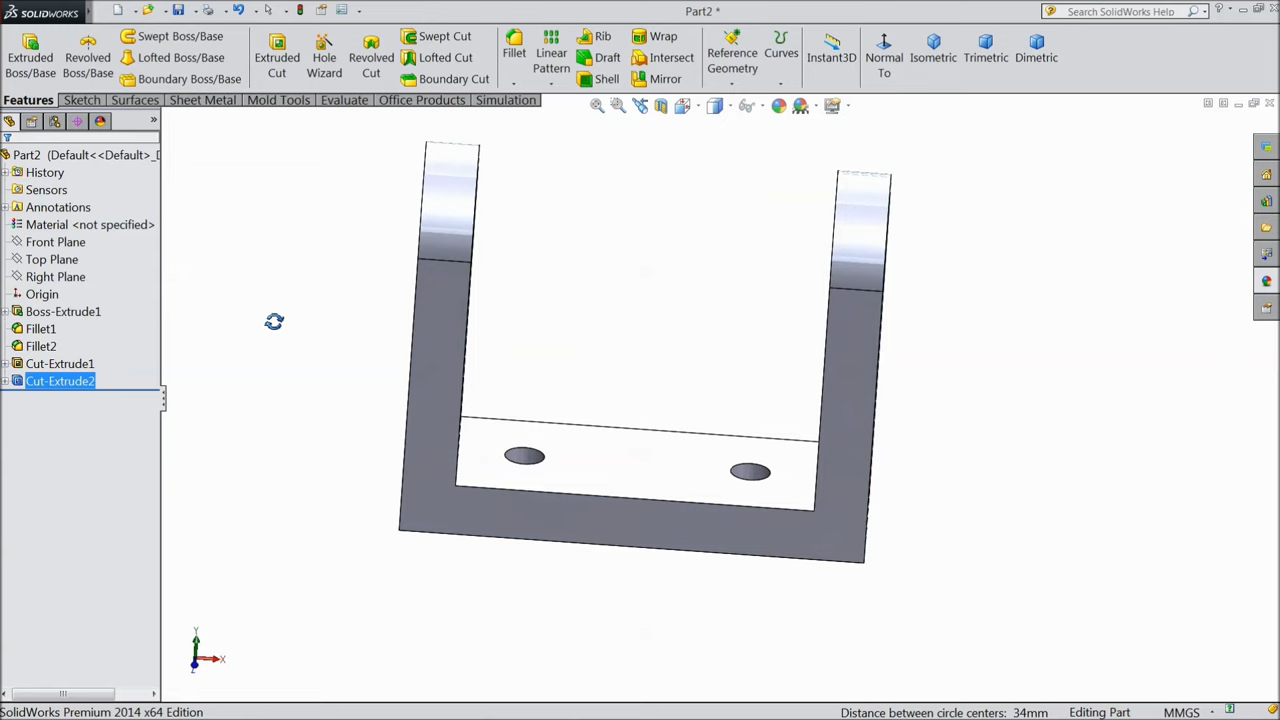 SOLIDWORKS
Part2 *
Search SolidWorks Help
Extruded Boss/Base
Revolved Boss/Base
Swept Boss/Base
Lofted Boss/Base
Boundary Boss/Base
Extruded Cut
Hole Wizard
Revolved Cut
Swept Cut
Lofted Cut
Boundary Cut
Fillet
Linear Pattern
Rib
Draft
Shell
Wrap
Intersect
Mirror
Reference Geometry
Curves
Instant3D
Normal To
Isometric
Trimetric
Dimetric
Features Sketch Surfaces Sheet Metal Mold Tools Evaluate Office Products Simulation
Part2 (Default<<Default>_
History
Sensors
Annotations
Material <not specified>
Front Plane
Top Plane
Right Plane
Origin
Boss-Extrude1
Fillet1
Fillet2
Cut-Extrude1
Cut-Extrude2
Y
X
Z
SolidWorks Premium 2014 x64 Edition
Distance between circle centers: 34mm Editing Part MMGS